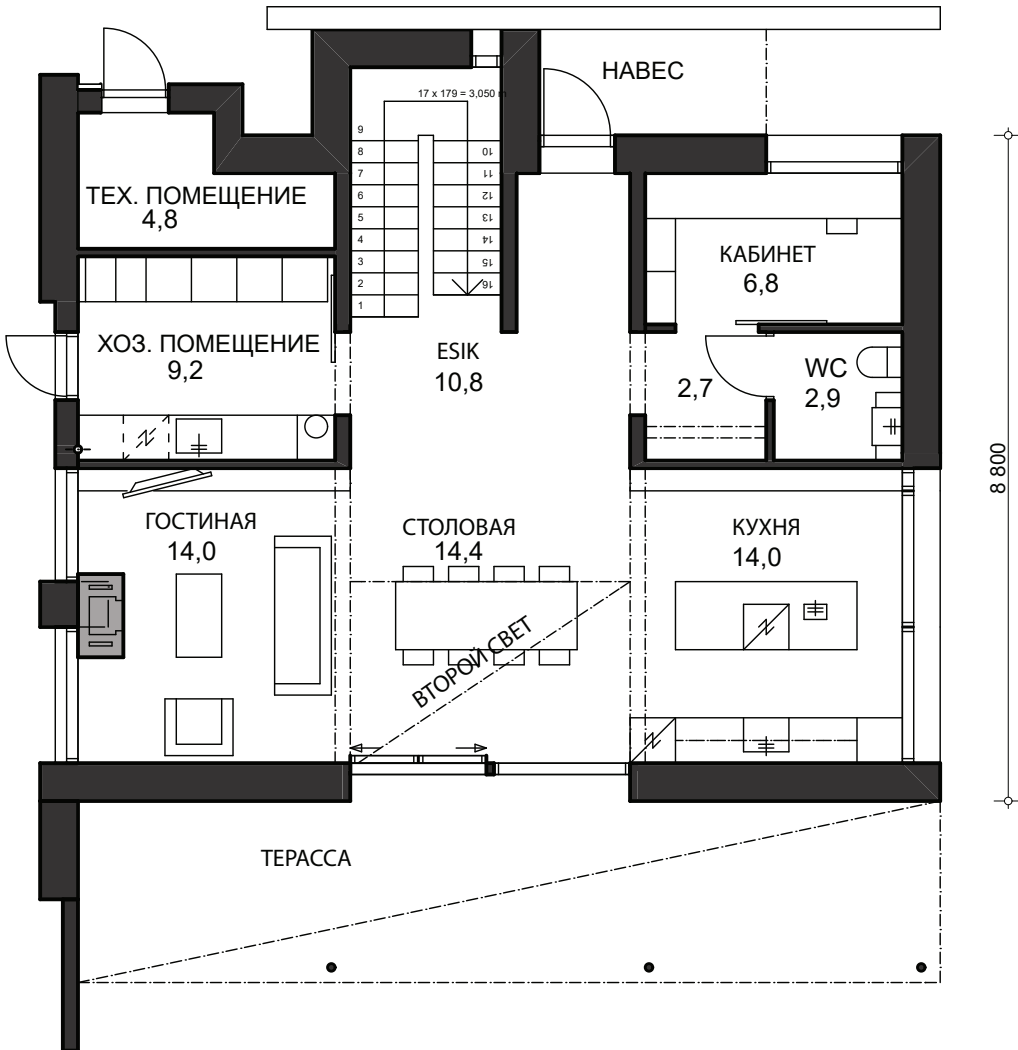 НАВЕС
17 x 179 = 3,050 m
9
8
7
6
5
4
3
2
1
10
11
12
13
14
15
16
ТЕХ. ПОМЕЩЕНИЕ
4,8
КАБИНЕТ
6,8
ХОЗ. ПОМЕЩЕНИЕ
9,2
ESIK
10,8
2,7
WC
2,9
8 800
ГОСТИНАЯ
14,0
СТОЛОВАЯ
14,4
КУХНЯ
14,0
ВТОРОЙ СВЕТ
ТЕРАССА